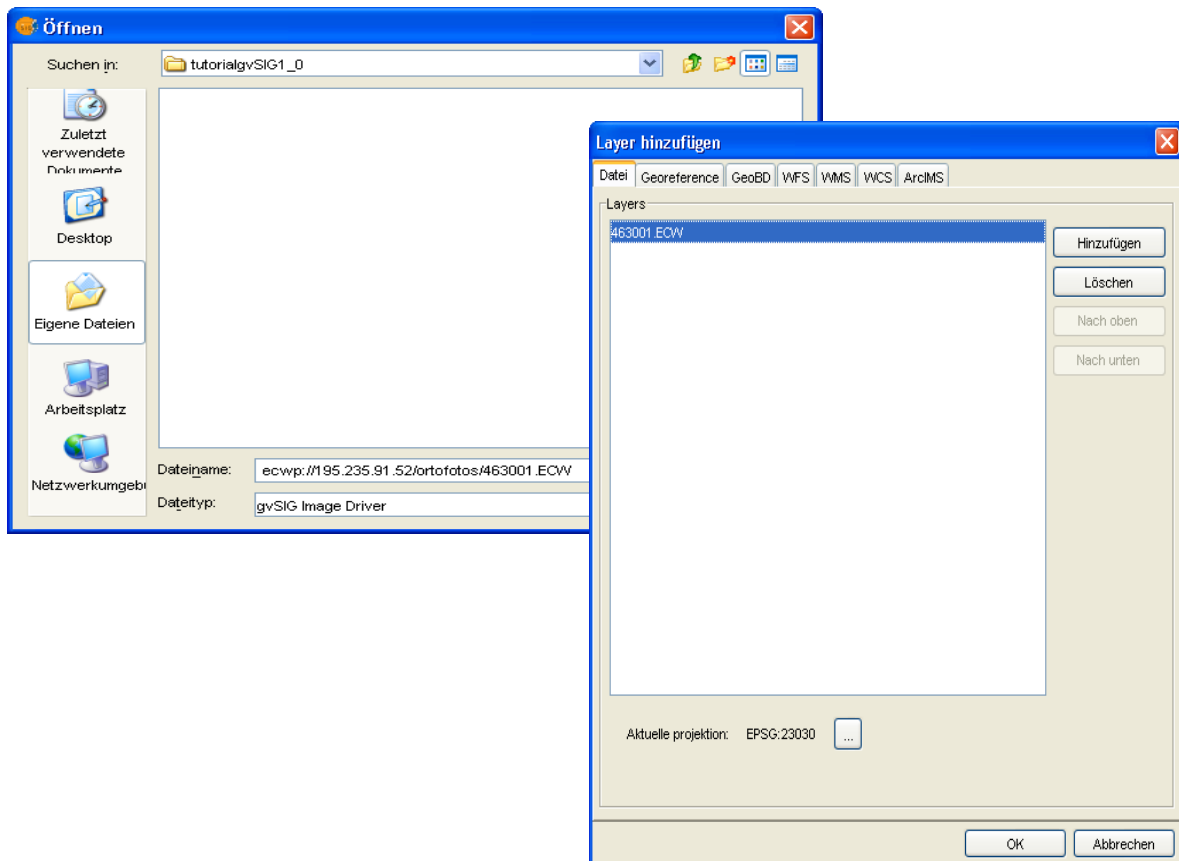 Öffnen
Suchen in:
tutorialgvSIG1_0
Zuletzt
verwendete
Dokumente
Desktop
Eigene Dateien
Arbeitsplatz
Netzwerkumgebu
Dateiname:
ecwp://195.235.91.52/ortofotos/463001.ECW
Dateityp:
gvSIG Image Driver
Layer hinzufügen
Datei
Georeference
GeoBD
WFS
WMS
WCS
ArcIMS
Layers
463001.ECW
Hinzufügen
Löschen
Nach oben
Nach unten
Aktuelle projektion: EPSG:23030
...
OK
Abbrechen